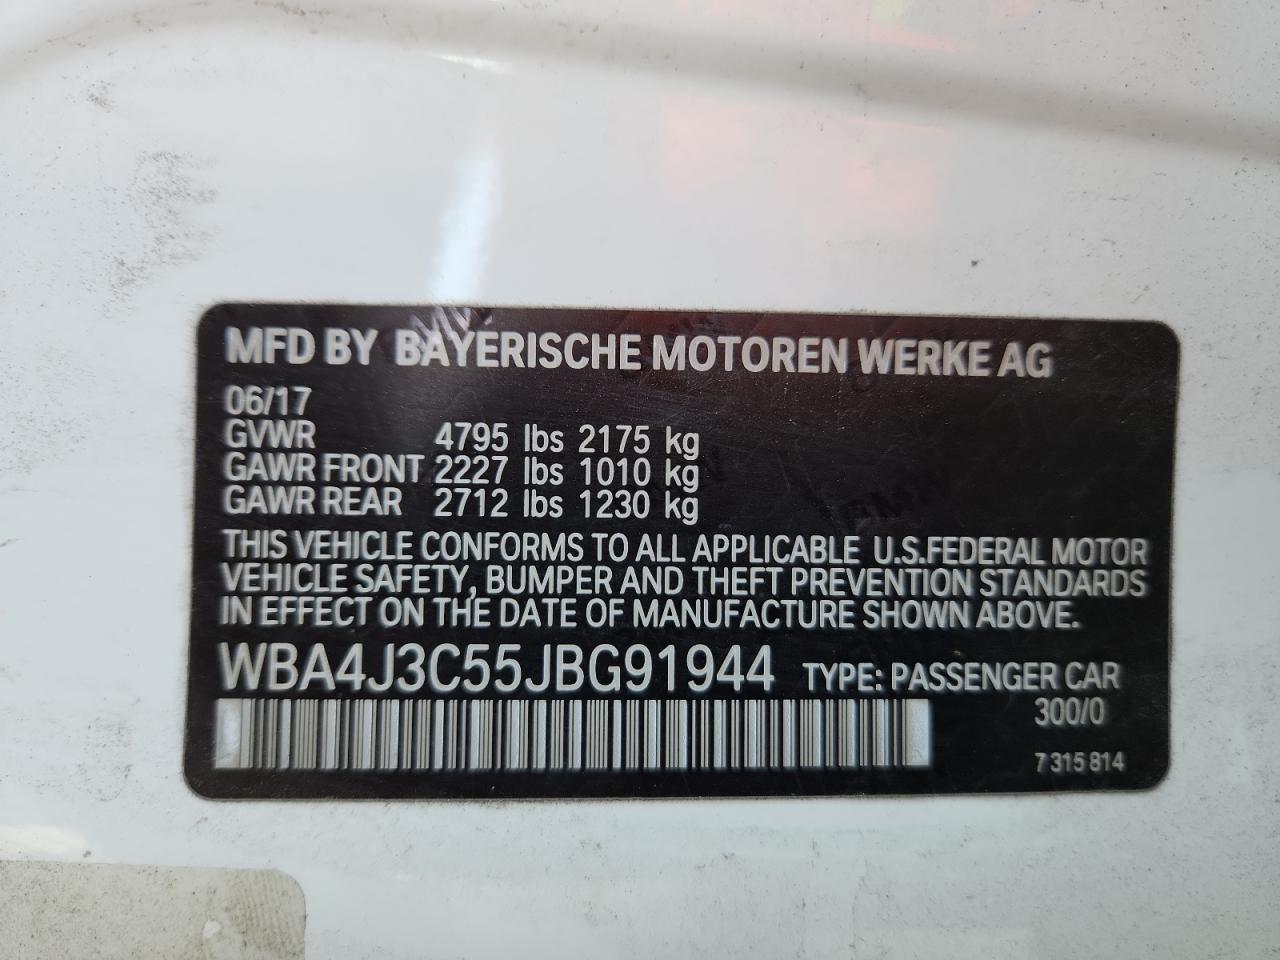 MFD BY BAYERISCHE MOTOREN WERKE AG
06/17
GVWR 4795 lbs 2175 kg
GAWR FRONT 2227 lbs 1010 kg
GAWR REAR 2712 lbs 1230 kg
THIS VEHICLE CONFORMS TO ALL APPLICABLE U.S.FEDERAL MOTOR
VEHICLE SAFETY, BUMPER AND THEFT PREVENTION STANDARDS
IN EFFECT ON THE DATE OF MANUFACTURE SHOWN ABOVE.
WBA4J3C55JBG91944 TYPE: PASSENGER CAR
300/0
7 315 814